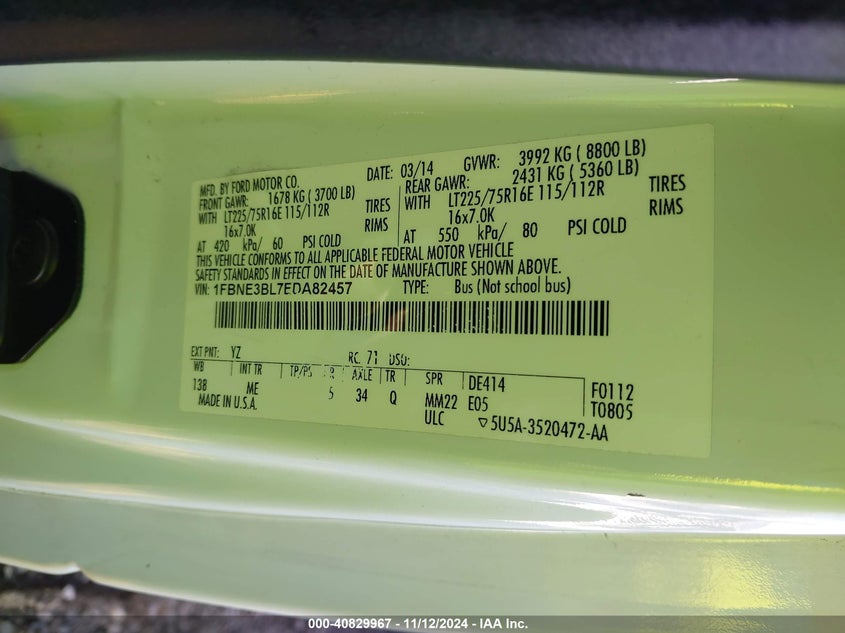 MFD. BY FORD MOTOR CO. DATE: 03/14 GVWR: 3992 KG ( 8800 LB)
FRONT GAWR: 1678 KG ( 3700 LB) REAR GAWR: 2431 KG ( 5360 LB)
WITH LT225/75R16E 115/112R TIRES WITH LT225/75R16E 115/112R TIRES
16x7.0K RIMS 16x7.0K RIMS
AT 420 kPa/ 60 PSI COLD AT 550 kPa/ 80 PSI COLD
THIS VEHICLE CONFORMS TO ALL APPLICABLE FEDERAL MOTOR VEHICLE
SAFETY STANDARDS IN EFFECT ON THE DATE OF MANUFACTURE SHOWN ABOVE.
VIN: 1FBNE3BL7EDA82457 TYPE: Bus (Not school bus)
EXT PNT: YZ RC: 71 DSO:
WB INT TR TP/PS R AXLE TR SPR DE414 F0112
138 ME 5 34 Q MM22 E05 T0805
MADE IN U.S.A. ULC ▽5U5A-3520472-AA
000-40829967 - 11/12/2024 - IAA Inc.